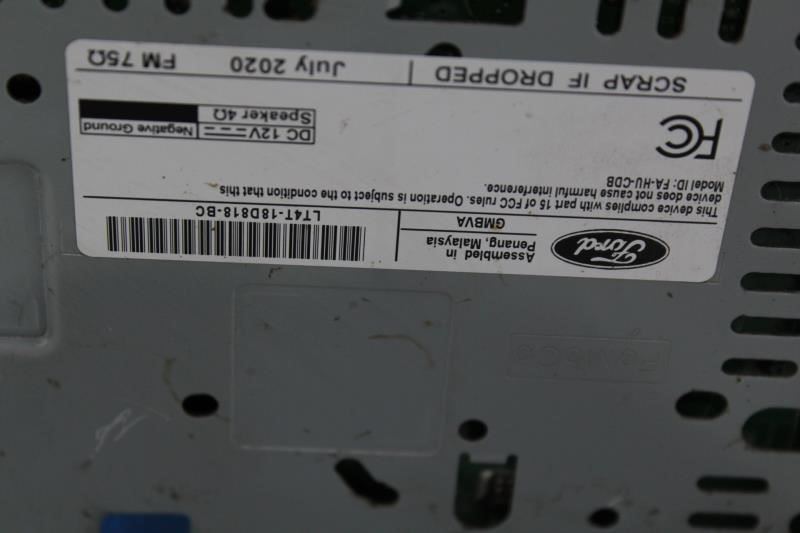 Ford
Assembled in
Penang, Malaysia
GMBVA
LT4T-18D818-BC
This device complies with part 15 of FCC rules. Operation is subject to the condition that this
device does not cause harmful interference.
Model ID: FA-HU-CDB
FC
DC 12V
Negative Ground
Speaker 4Ω
SCRAP IF DROPPED
July 2020
FM 75Ω